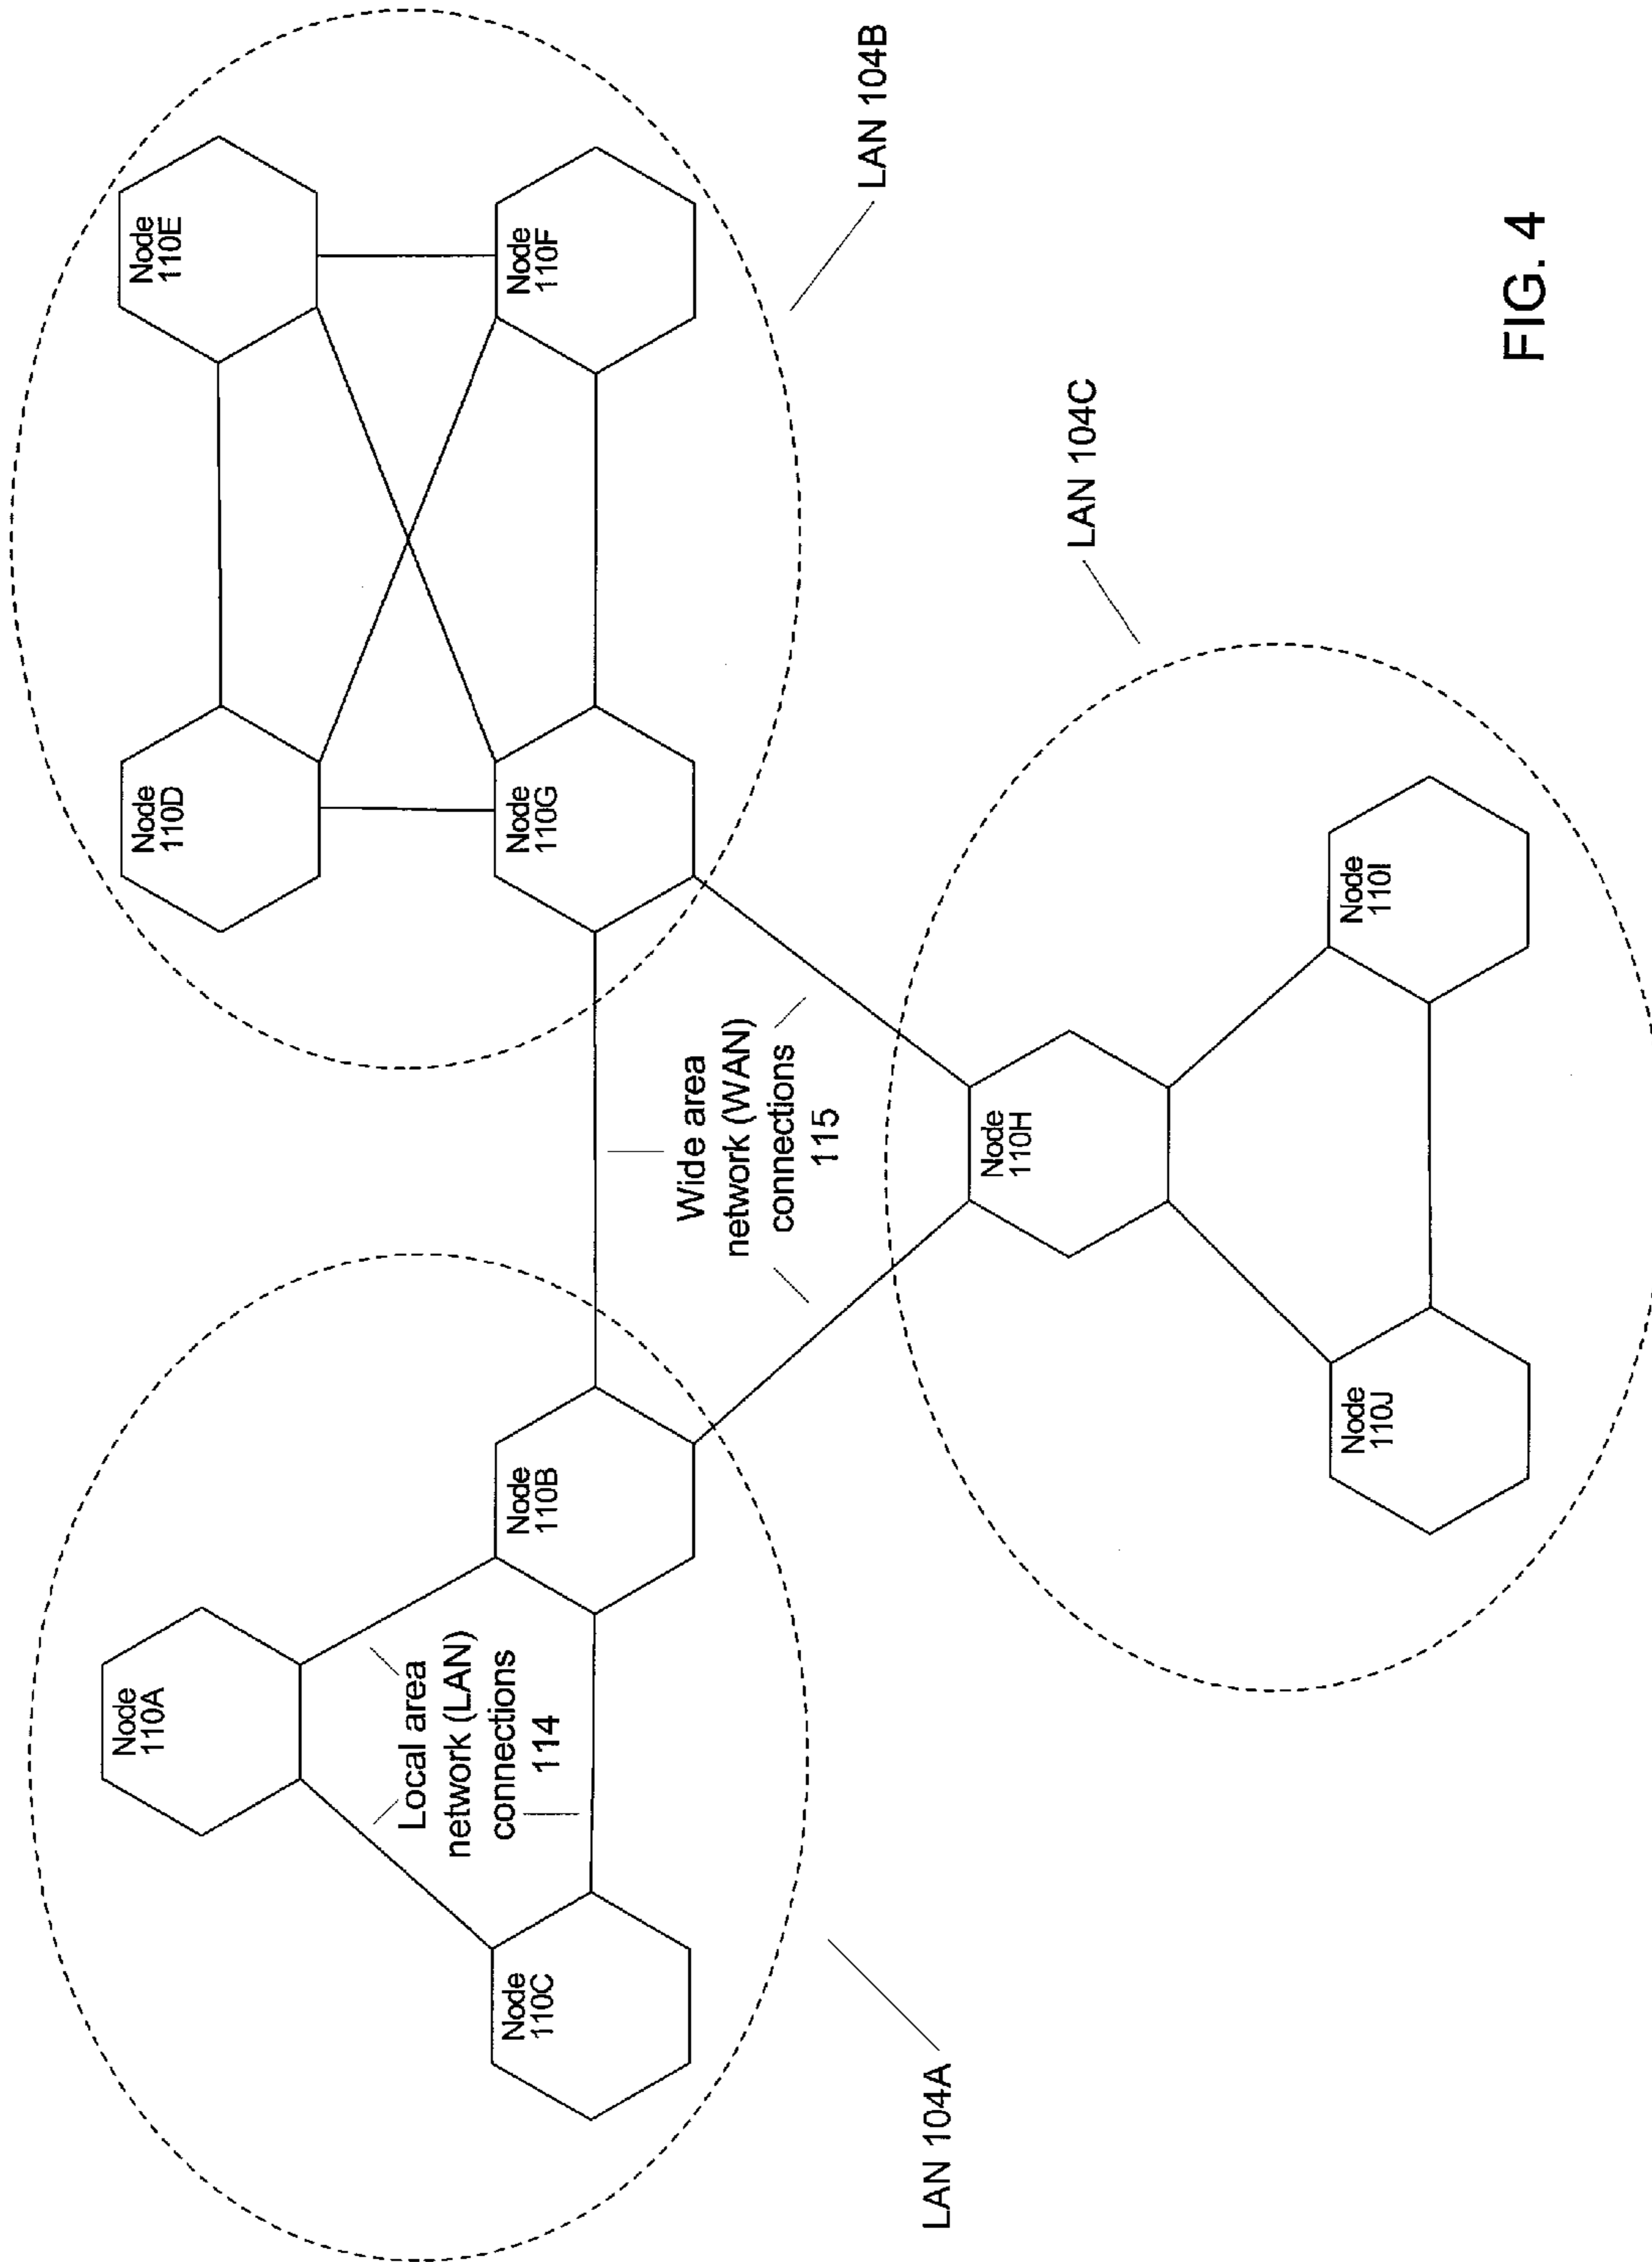 Node
110A
Local area
network (LAN)
connections
114
Node
110C
Node
110B
LAN 104A
Node
110D
Node
110E
Node
110G
Node
110F
LAN 104B
Wide area
network (WAN)
connections
115
Node
110H
Node
110J
Node
110I
LAN 104C
FIG. 4